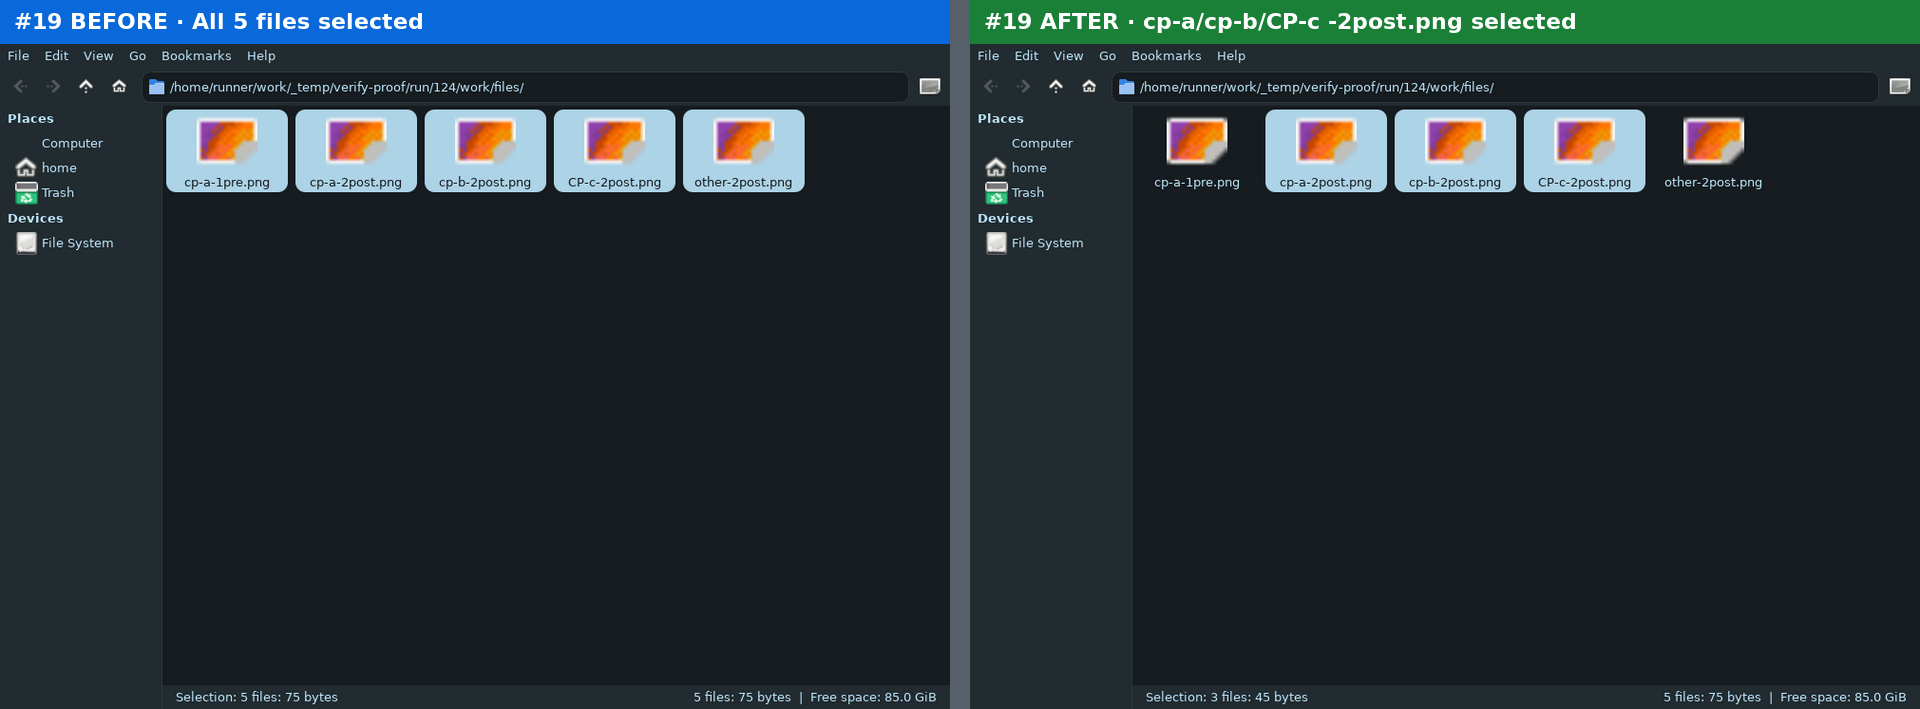 #19 BEFORE · All 5 files selected
File Edit View Go Bookmarks Help
/home/runner/work/_temp/verify-proof/run/124/work/files/
Places
Computer
home
Trash
Devices
File System
cp-a-1pre.png cp-a-2post.png cp-b-2post.png CP-c-2post.png other-2post.png
Selection: 5 files: 75 bytes 5 files: 75 bytes | Free space: 85.0 GiB
#19 AFTER · cp-a/cp-b/CP-c -2post.png selected
File Edit View Go Bookmarks Help
/home/runner/work/_temp/verify-proof/run/124/work/files/
Places
Computer
home
Trash
Devices
File System
cp-a-1pre.png cp-a-2post.png cp-b-2post.png CP-c-2post.png other-2post.png
Selection: 3 files: 45 bytes 5 files: 75 bytes | Free space: 85.0 GiB